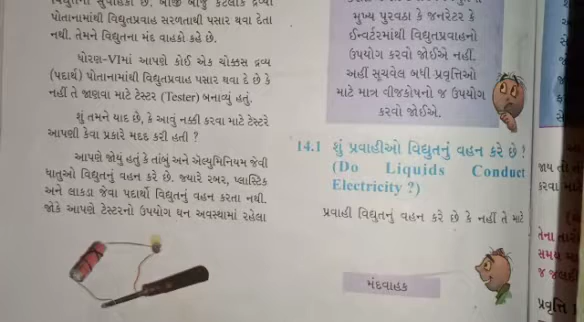 વિદ્યુતના સુવાહકો છે. બીજી બાજુ કેટલાક દ્રવ્યો
પોતાનામાંથી વિદ્યુતપ્રવાહ સરળતાથી પસાર થવા દેતા
નથી. તેમને વિદ્યુતના મંદ વાહકો કહે છે.
ધોરણ-VIમાં આપણે કોઈ એક ચોક્કસ દ્રવ્ય
(પદાર્થ) પોતાનામાંથી વિદ્યુતપ્રવાહ પસાર થવા દે છે કે
નહીં તે જાણવા માટે ટેસ્ટર (Tester) બનાવ્યું હતું.
શું તમને યાદ છે, કે આવું નક્કી કરવા માટે ટેસ્ટરે
આપણી કેવા પ્રકારે મદદ કરી હતી ?
આપણે જોયું હતું કે તાંબું અને એલ્યુમિનિયમ જેવી
ધાતુઓ વિદ્યુતનું વહન કરે છે. જ્યારે રબર, પ્લાસ્ટિક
અને લાકડા જેવા પદાર્થો વિદ્યુતનું વહન કરતા નથી.
જોકે આપણે ટેસ્ટરનો ઉપયોગ ઘન અવસ્થામાં રહેલા
મુખ્ય પુરવઠા કે જનરેટર કે
ઈન્વર્ટરમાંથી વિદ્યુતપ્રવાહનો
ઉપયોગ કરવો જોઈએ નહીં.
અહીં સૂચવેલ બધી પ્રવૃત્તિઓ
માટે માત્ર વીજકોષનો જ ઉપયોગ
કરવો જોઈએ.
14.1 શું પ્રવાહીઓ વિદ્યુતનું વહન કરે છે ?
(Do Liquids Conduct
Electricity ?)
પ્રવાહી વિદ્યુતનું વહન કરે છે કે નહીં તે માટે
મંદવાહક